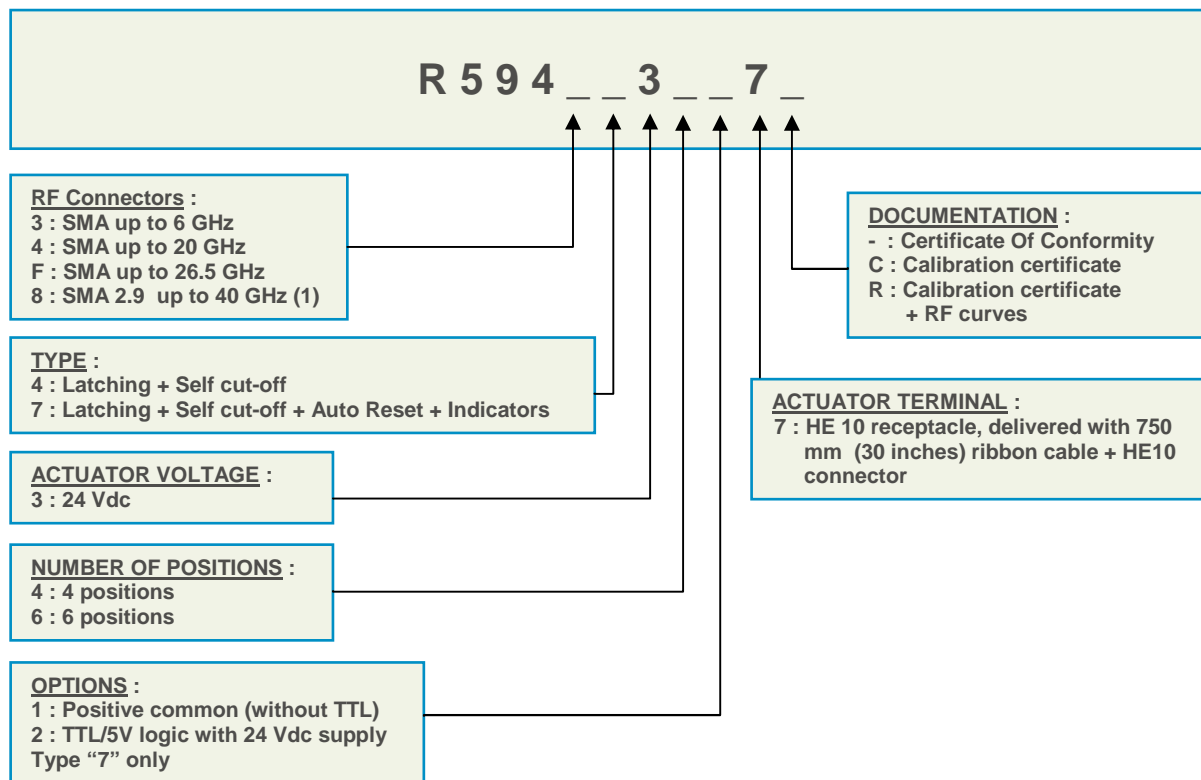 R 5 9 4 _ _ 3 _ _ 7 _
RF Connectors :
3 : SMA up to 6 GHz
4 : SMA up to 20 GHz
F : SMA up to 26.5 GHz
8 : SMA 2.9 up to 40 GHz (1)
TYPE :
4 : Latching + Self cut-off
7 : Latching + Self cut-off + Auto Reset + Indicators
ACTUATOR VOLTAGE :
3 : 24 Vdc
NUMBER OF POSITIONS :
4 : 4 positions
6 : 6 positions
OPTIONS :
1 : Positive common (without TTL)
2 : TTL/5V logic with 24 Vdc supply
Type “7” only
DOCUMENTATION :
- : Certificate Of Conformity
C : Calibration certificate
R : Calibration certificate
+ RF curves
ACTUATOR TERMINAL :
7 : HE 10 receptacle, delivered with 750
mm (30 inches) ribbon cable + HE10
connector